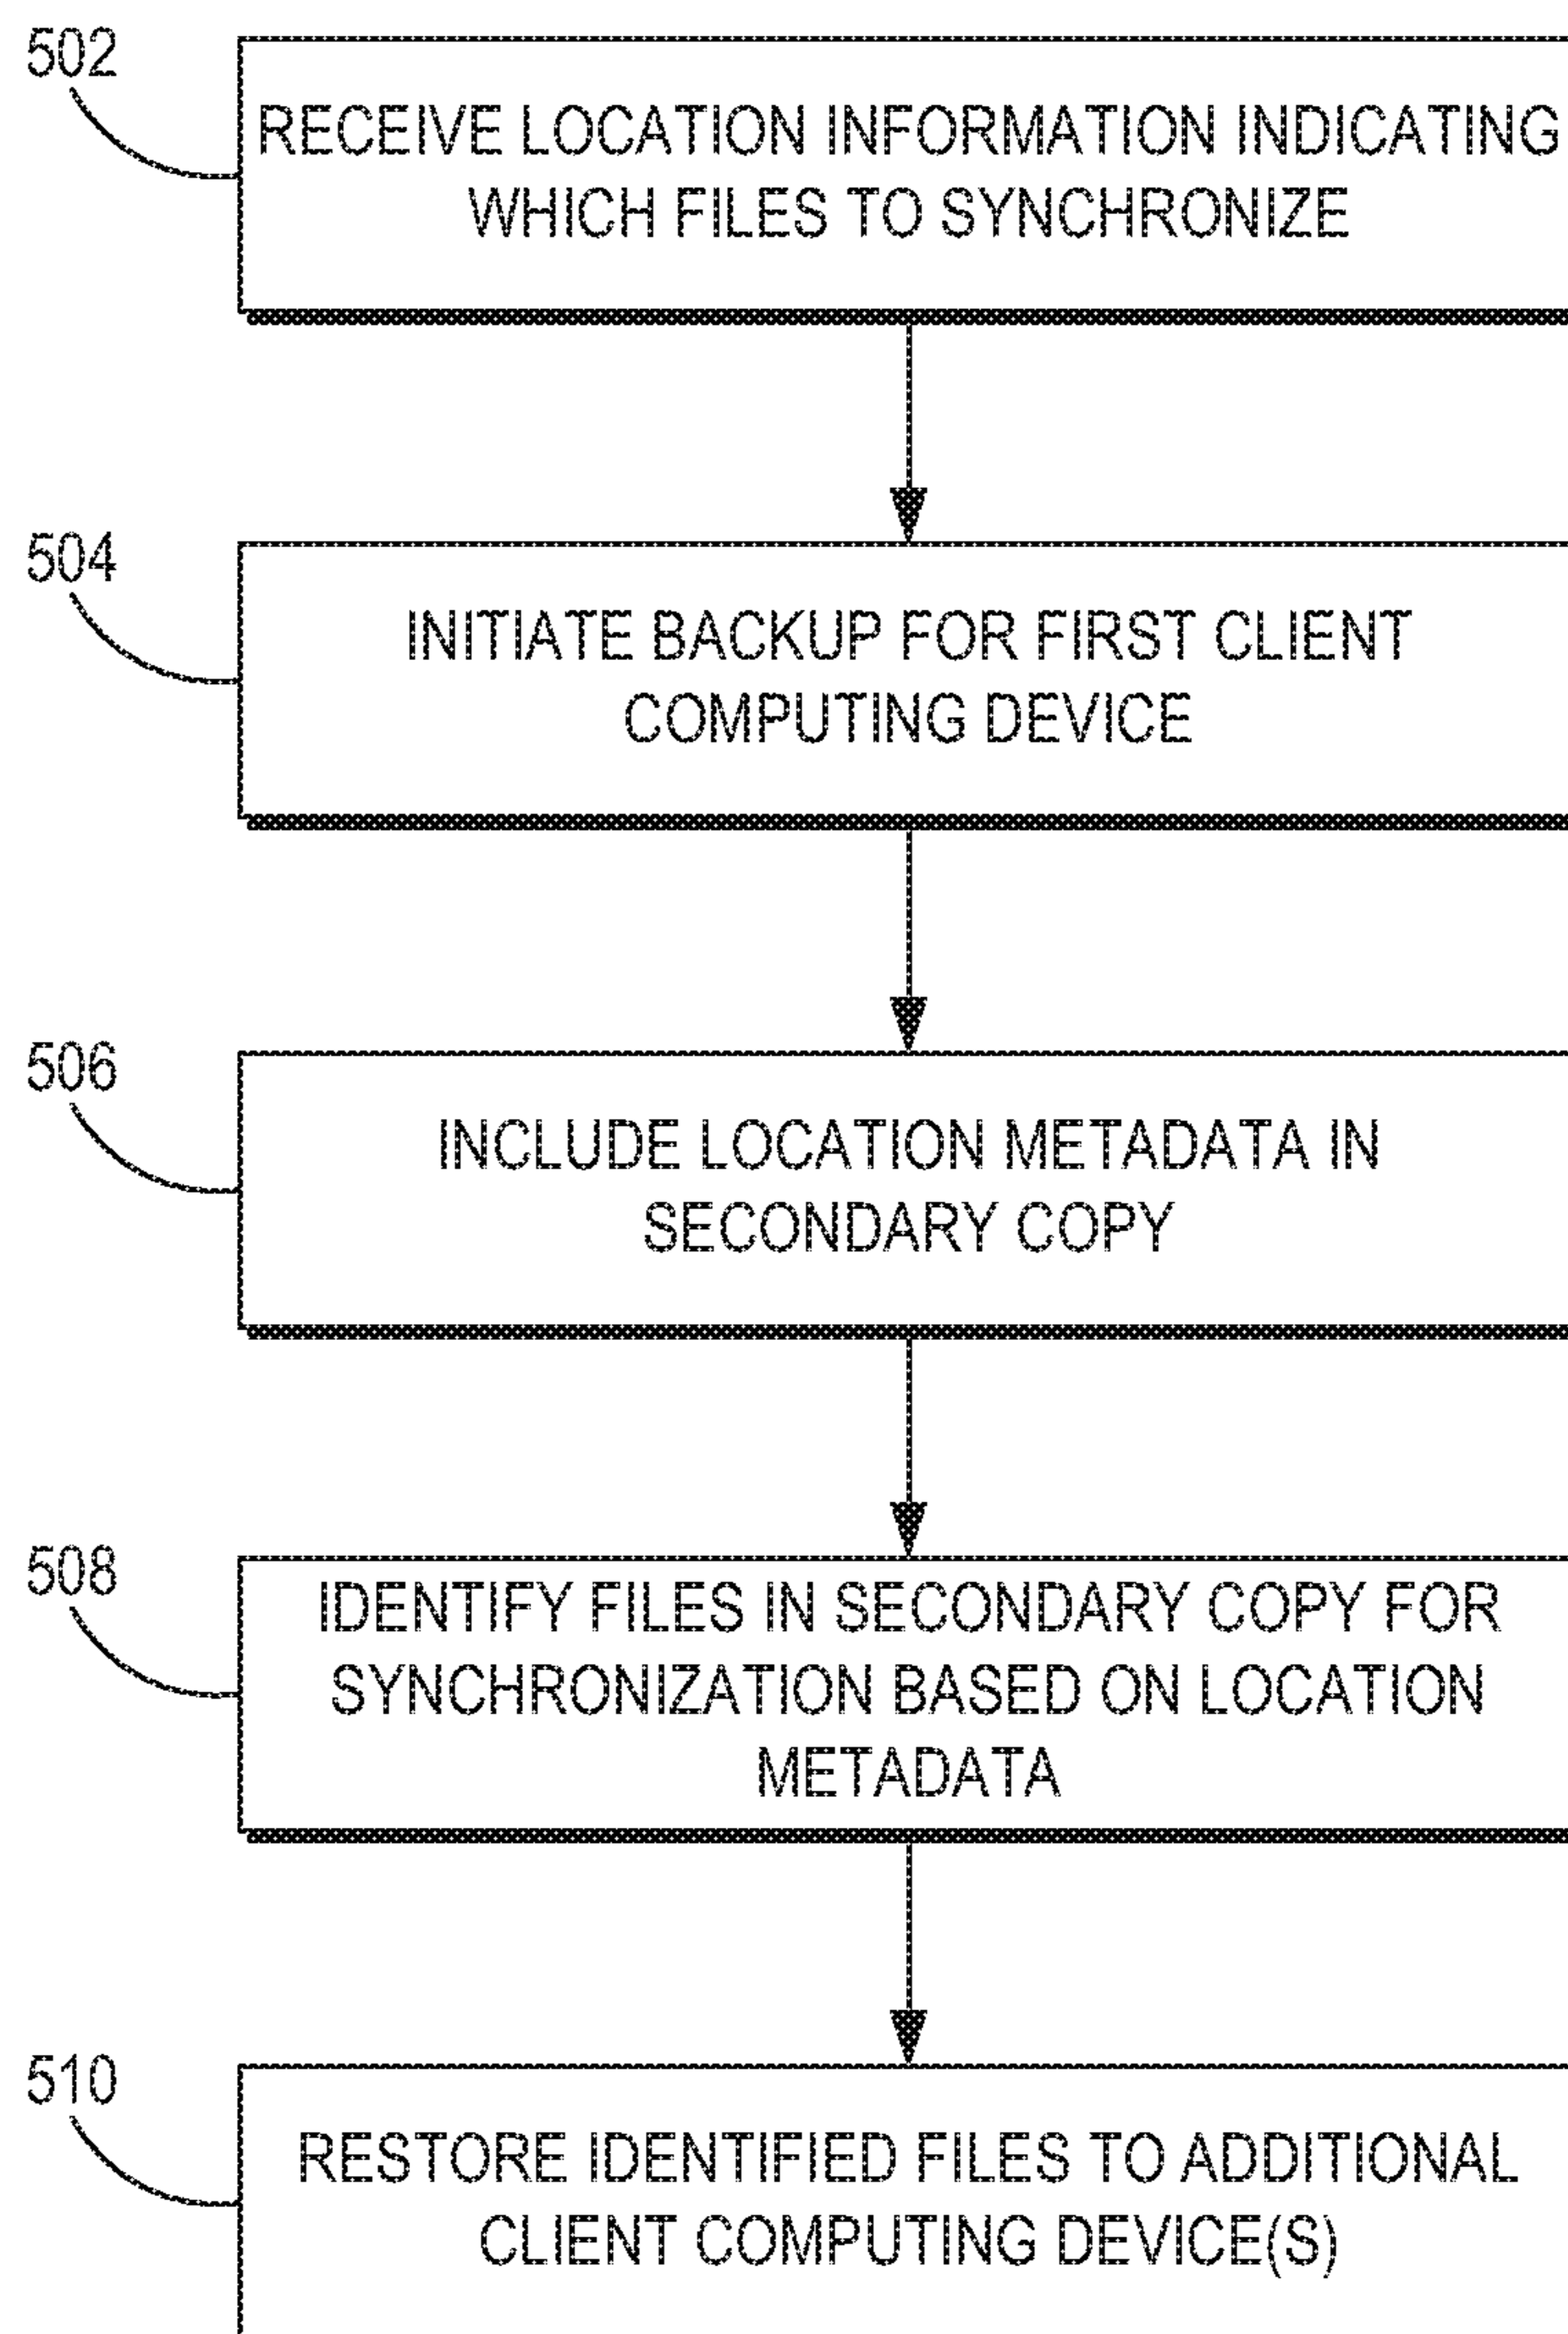 502
RECEIVE LOCATION INFORMATION INDICATING
WHICH FILES TO SYNCHRONIZE
504
INITIATE BACKUP FOR FIRST CLIENT
COMPUTING DEVICE
506
INCLUDE LOCATION METADATA IN
SECONDARY COPY
508
IDENTIFY FILES IN SECONDARY COPY FOR
SYNCHRONIZATION BASED ON LOCATION
METADATA
510
RESTORE IDENTIFIED FILES TO ADDITIONAL
CLIENT COMPUTING DEVICE(S)